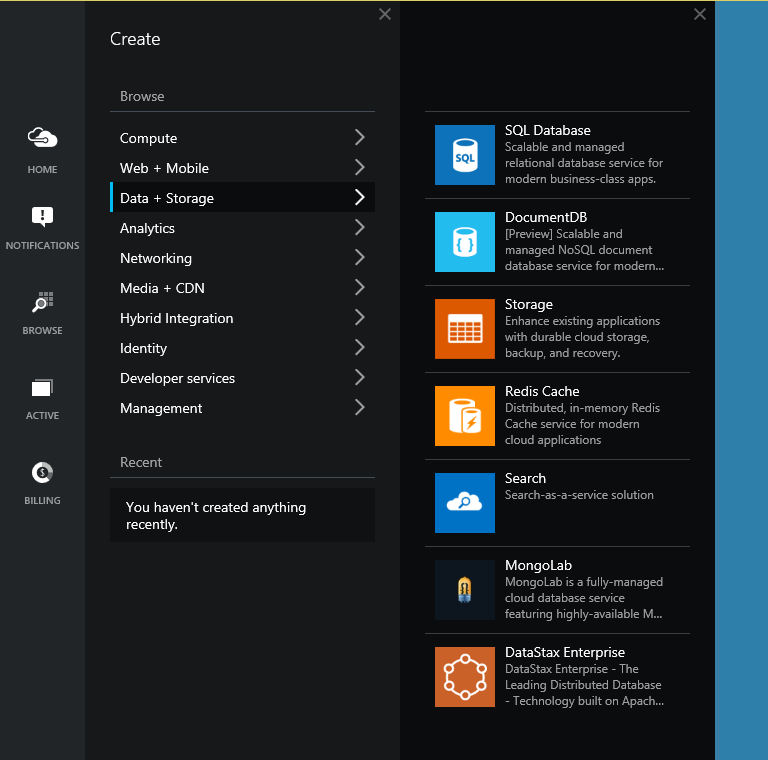 Create
Browse
Compute
Web + Mobile
Data + Storage
Analytics
Networking
Media + CDN
Hybrid Integration
Identity
Developer services
Management
Recent
You haven't created anything
recently.
HOME
NOTIFICATIONS
BROWSE
ACTIVE
BILLING
SQL
SQL Database
Scalable and managed
relational database service for
modern business-class apps.
DocumentDB
[Preview] Scalable and
managed NoSQL document
database service for modern...
Storage
Enhance existing applications
with durable cloud storage,
backup, and recovery.
Redis Cache
Distributed, in-memory Redis
Cache service for modern
cloud applications
Search
Search-as-a-service solution
MongoLab
MongoLab is a fully-managed
cloud database service
featuring highly-available M...
DataStax Enterprise
DataStax Enterprise - The
Leading Distributed Database
- Technology built on Apach...